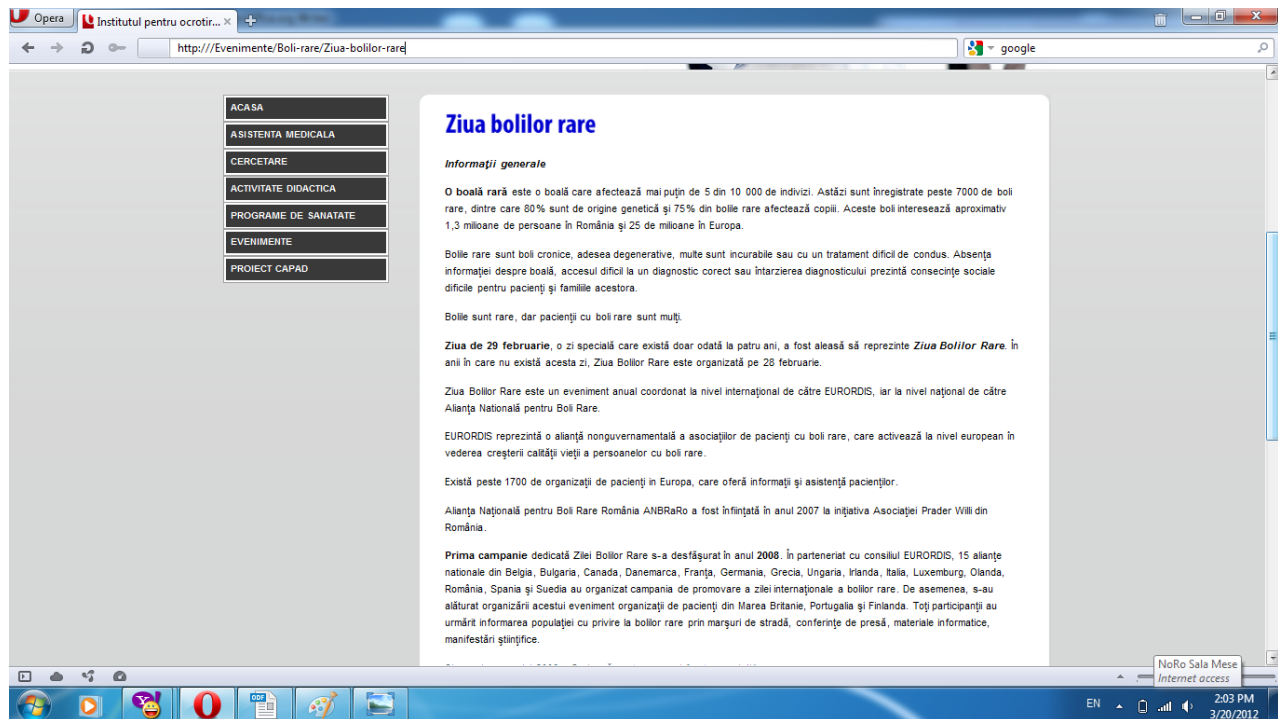 Opera
Institutul pentru ocrotir...
http:///Evenimente/Boli-rare/Ziua-bolilor-rare
google
ACASA
ASISTENTA MEDICALA
CERCETARE
ACTIVITATE DIDACTICA
PROGRAME DE SANATATE
EVENIMENTE
PROIECT CAPAD
Ziua bolilor rare
Informaţii generale
O boală rară este o boală care afectează mai puţin de 5 din 10 000 de indivizi. Astăzi sunt înregistrate peste 7000 de boli
rare, dintre care 80% sunt de origine genetică şi 75% din bolile rare afectează copiii. Aceste boli interesează aproximativ
1,3 milioane de persoane în România şi 25 de milioane în Europa.
Bolile rare sunt boli cronice, adesea degenerative, multe sunt incurabile sau cu un tratament dificil de condus. Absenţa
informaţiei despre boală, accesul dificil la un diagnostic corect sau întarzierea diagnosticului prezintă consecinţe sociale
dificile pentru pacienţi şi familiile acestora.
Bolile sunt rare, dar pacienţii cu boli rare sunt mulţi.
Ziua de 29 februarie, o zi specială care există doar odată la patru ani, a fost aleasă să reprezinte Ziua Bolilor Rare. În
anii în care nu există acesta zi, Ziua Bolilor Rare este organizată pe 28 februarie.
Ziua Bolilor Rare este un eveniment anual coordonat la nivel internaţional de către EURORDIS, iar la nivel naţional de către
Alianţa Natională pentru Boli Rare.
EURORDIS reprezintă o alianţă nonguvernamentală a asociaţiilor de pacienţi cu boli rare, care activează la nivel european în
vederea creşterii calităţii vieţii a persoanelor cu boli rare.
Există peste 1700 de organizaţii de pacienţi in Europa, care oferă informaţii şi asistenţă pacienţilor.
Alianţa Naţională pentru Boli Rare România ANBRaRo a fost înfiinţată în anul 2007 la iniţiativa Asociaţiei Prader Willi din
România.
Prima campanie dedicată Zilei Bolilor Rare s-a desfăşurat în anul 2008. În parteneriat cu consiliul EURORDIS, 15 alianţe
nationale din Belgia, Bulgaria, Canada, Danemarca, Franţa, Germania, Grecia, Ungaria, Irlanda, Italia, Luxemburg, Olanda,
România, Spania şi Suedia au organizat campania de promovare a zilei internaţionale a bolilor rare. De asemenea, s-au
alăturat organizării acestui eveniment organizaţii de pacienţi din Marea Britanie, Portugalia şi Finlanda. Toţi participanţii au
urmărit informarea populaţiei cu privire la bolilor rare prin marşuri de stradă, conferinţe de presă, materiale informatice,
manifestări ştiinţifice.
NoRo Sala Mese
Internet access
ODF
EN
2:03 PM
3/20/2012